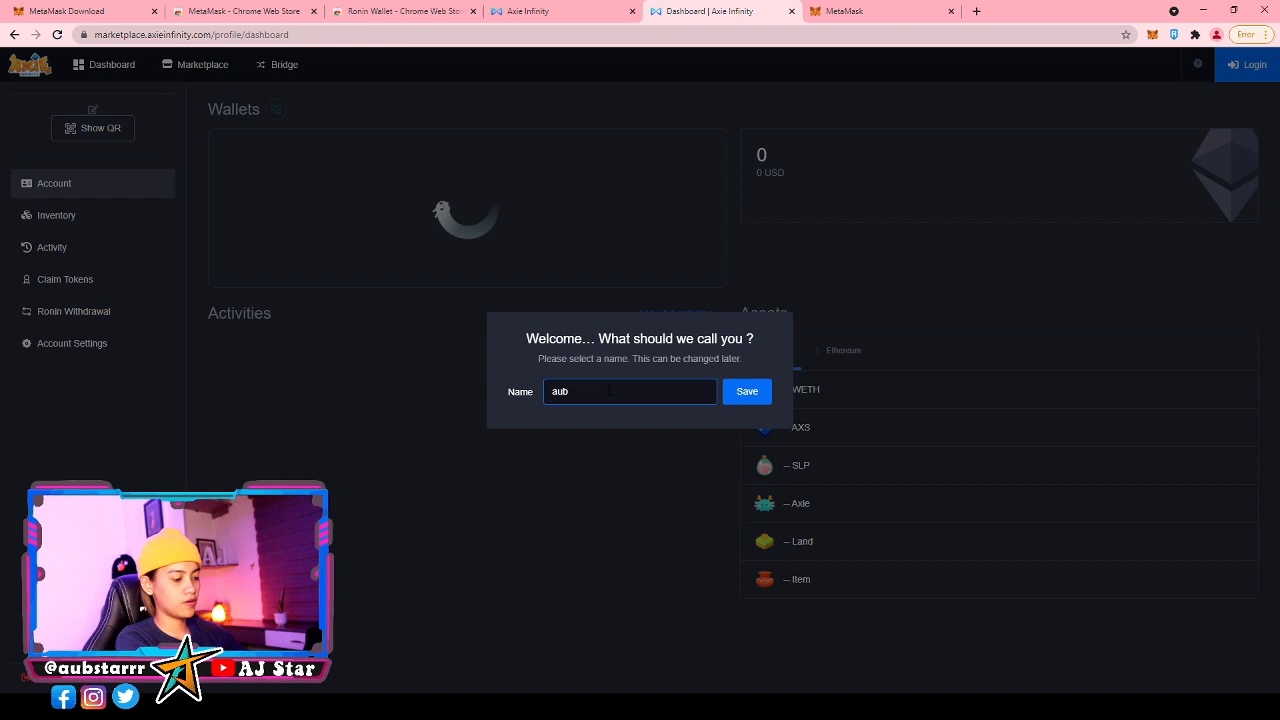 MetaMask Download
MetaMask - Chrome Web Store
Ronin Wallet - Chrome Web Stor
Axie Infinity
Dashboard | Axie Infinity
MetaMask
marketplace.axieinfinity.com/profile/dashboard
Error
AXIE
Dashboard
Marketplace
Bridge
Login
Show QR
Account
Inventory
Activity
Claim Tokens
Ronin Withdrawal
Account Settings
Wallets
0
0 USD
Activities
Assets
Ethereum
WETH
AXS
-- SLP
-- Axie
-- Land
-- Item
Welcome... What should we call you ?
Please select a name. This can be changed later.
Name
aub
Save
@aubstarrr
AJ Star